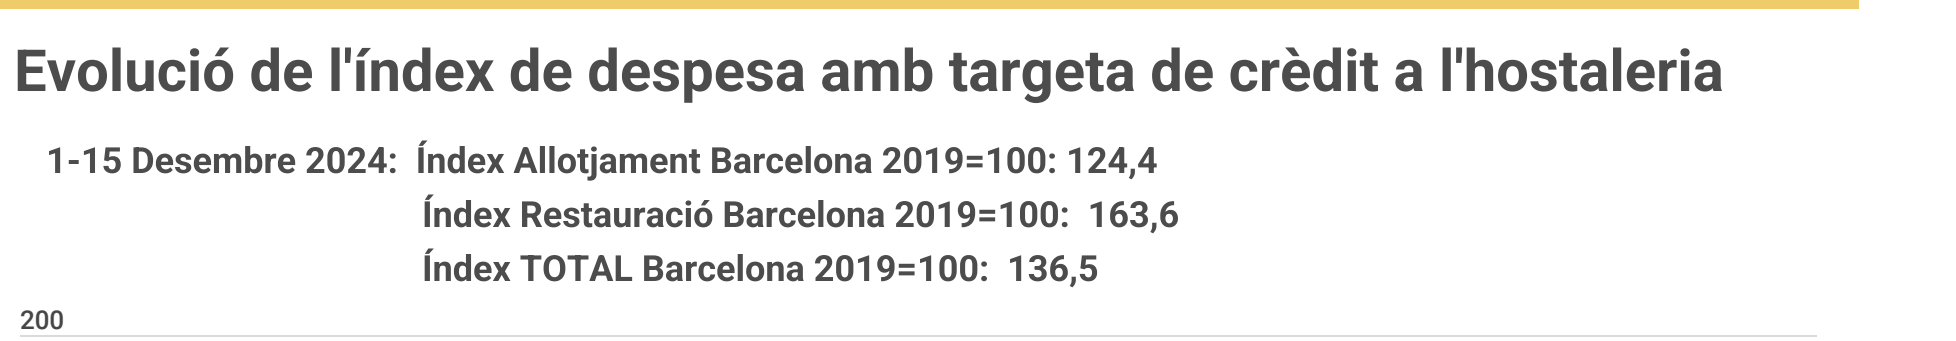 Evolució de l'índex de despesa amb targeta de crèdit a l'hostaleria
1-15 Desembre 2024:  Índex Allotjament Barcelona 2019=100: 124,4
Índex Restauració Barcelona 2019=100:  163,6
Índex TOTAL Barcelona 2019=100:  136,5
200